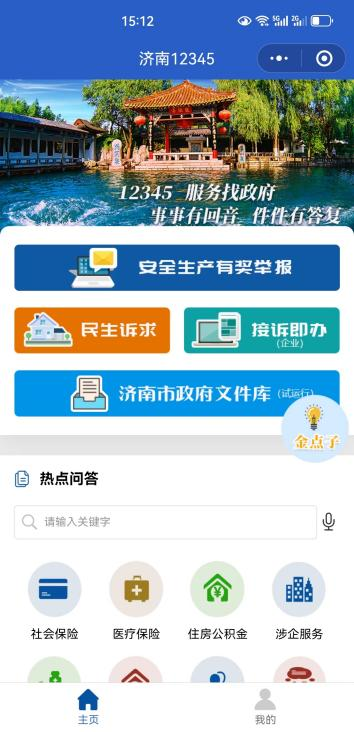 15:12
济南12345
12345 服务找政府
事事有回音 件件有答复
安全生产有奖举报
民生诉求
接诉即办
(企业)
济南市政府文件库 (试运行)
金点子
热点问答
请输入关键字
社会保险 医疗保险 住房公积金 涉企服务
主页 我的